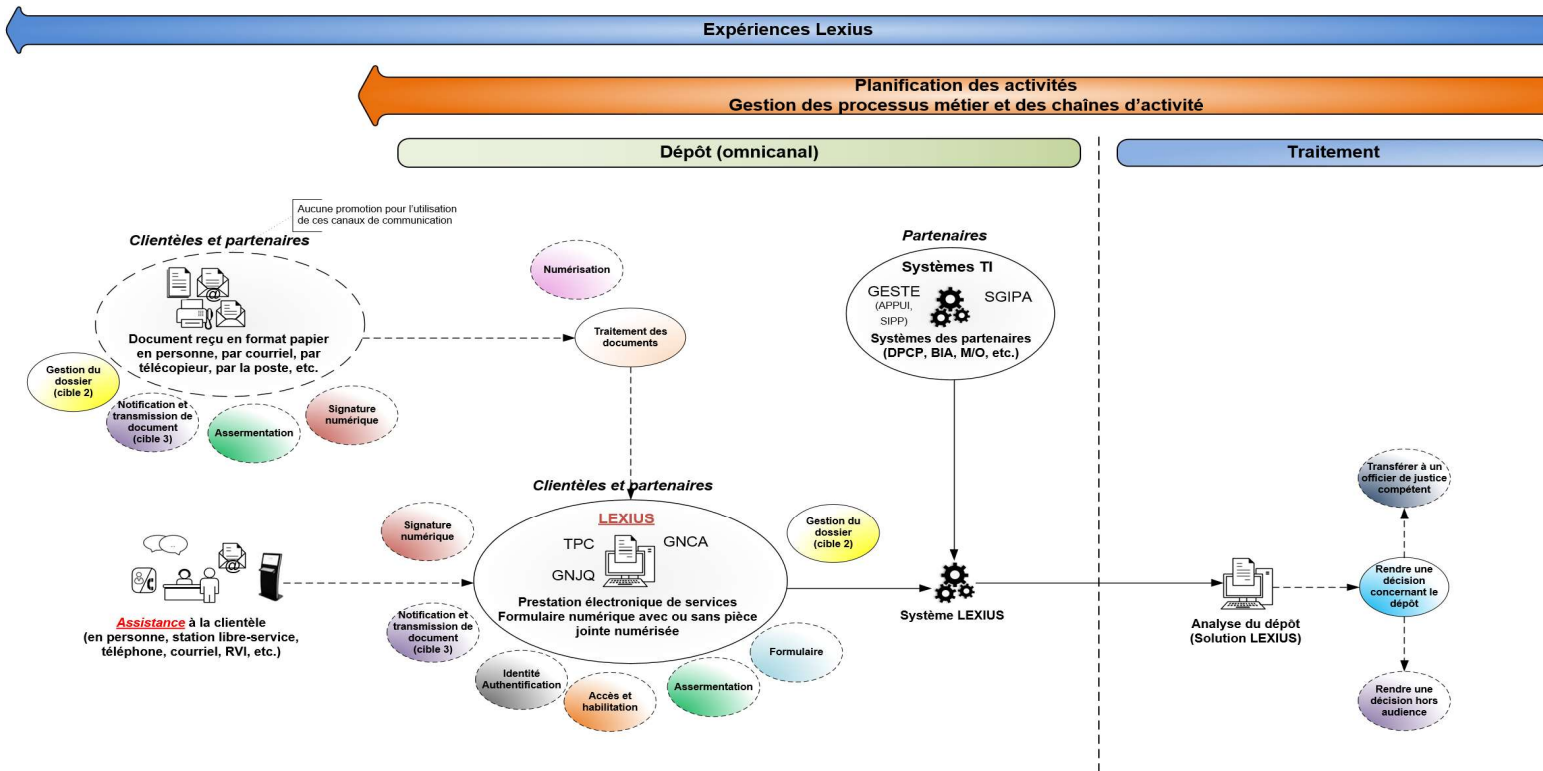 Expériences Lexius
Planification des activités
Gestion des processus métier et des chaînes d'activité
Dépôt (omnicanal)
Traitement
Aucune promotion pour l'utilisation
de ces canaux de communication
Clientèles et partenaires
Document reçu en format papier
en personne, par courriel, par
télécopieur, par la poste, etc.
Gestion du
dossier
(cible 2)
Notification et
transmission de
document
(cible 3)
Assermentation
Signature
numérique
Numérisation
Traitement des
documents
Partenaires
Systèmes TI
GESTE
(APPUI,
SIPP)
SGIPA
Systèmes des partenaires
(DPCP, BIA, M/O, etc.)
Assistance à la clientèle
(en personne, station libre-service,
téléphone, courriel, RVI, etc.)
Clientèles et partenaires
LEXIUS
TPC
GNCA
GNJQ
Prestation électronique de services
Formulaire numérique avec ou sans pièce
jointe numérisée
Signature
numérique
Notification et
transmission de
document
(cible 3)
Identité
Authentification
Accès et
habilitation
Assermentation
Formulaire
Gestion du
dossier
(cible 2)
Système LEXIUS
Analyse du dépôt
(Solution LEXIUS)
Transférer à un
officier de justice
compétent
Rendre une
décision
concernant le
dépôt
Rendre une
décision hors
audience